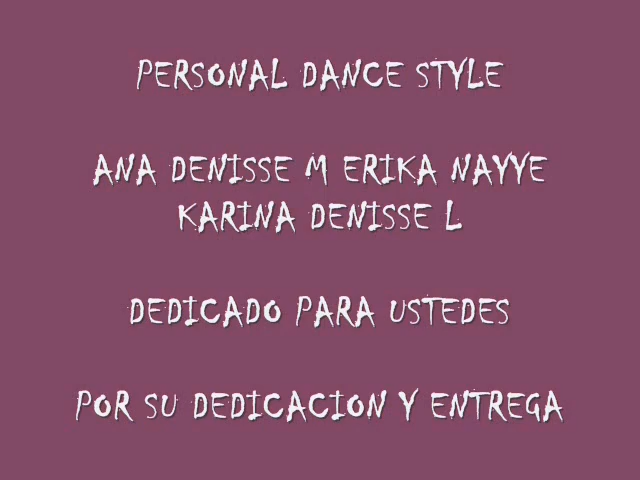 PERSONAL DANCE STYLE
ANA DENISSE M ERIKA NAYYE
KARINA DENISSE L
DEDICADO PARA USTEDES
POR SU DEDICACION Y ENTREGA